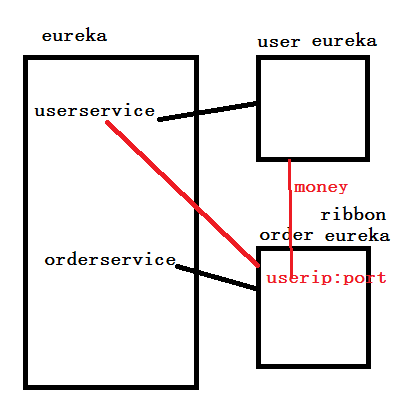 eureka
user eureka
userservice
money
ribbon
order eureka
orderservice
userip:port